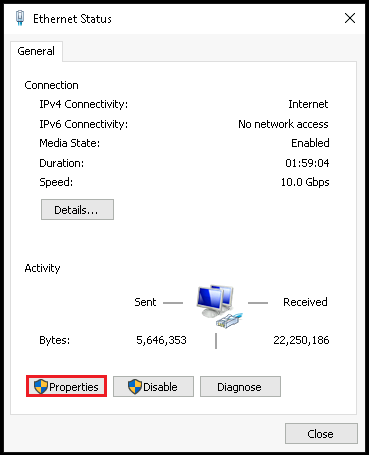 Ethernet Status
General
Connection
IPv4 Connectivity: Internet
IPv6 Connectivity: No network access
Media State: Enabled
Duration: 01:59:04
Speed: 10.0 Gbps
Details...
Activity
Sent Received
Bytes: 5,646,353 22,250,186
Properties Disable Diagnose
Close